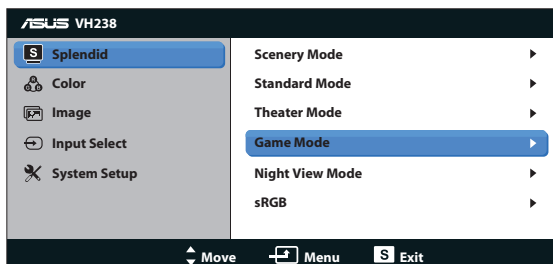 ASUS VH238
S Splendid
Color
Image
Input Select
System Setup
Scenery Mode
Standard Mode
Theater Mode
Game Mode
Night View Mode
sRGB
Move Menu S Exit